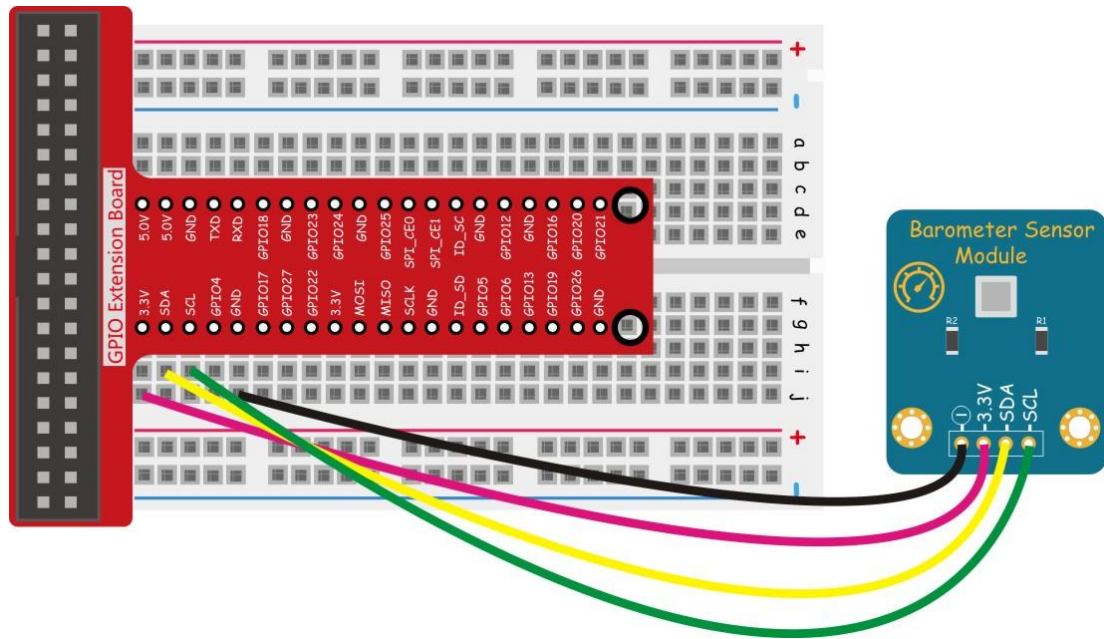 GPIO Extension Board
5.0V
5.0V
GND
TXD
RXD
GPIO18
GND
GPIO23
GPIO24
GND
GPIO25
SPI_CE0
SPI_CE1
ID_SC
GND
GPIO12
GND
GPIO16
GPIO20
GPIO21
3.3V
SDA
SCL
GPIO4
GND
GPIO17
GPIO27
GPIO22
3.3V
MOSI
MISO
SCLK
GND
ID_SD
GPIO5
GPIO6
GPIO13
GPIO19
GPIO26
GND
+
-
a
b
c
d
e
f
g
h
i
j
+
-
Barometer Sensor
Module
R2
R1
-
3.3V
SDA
SCL